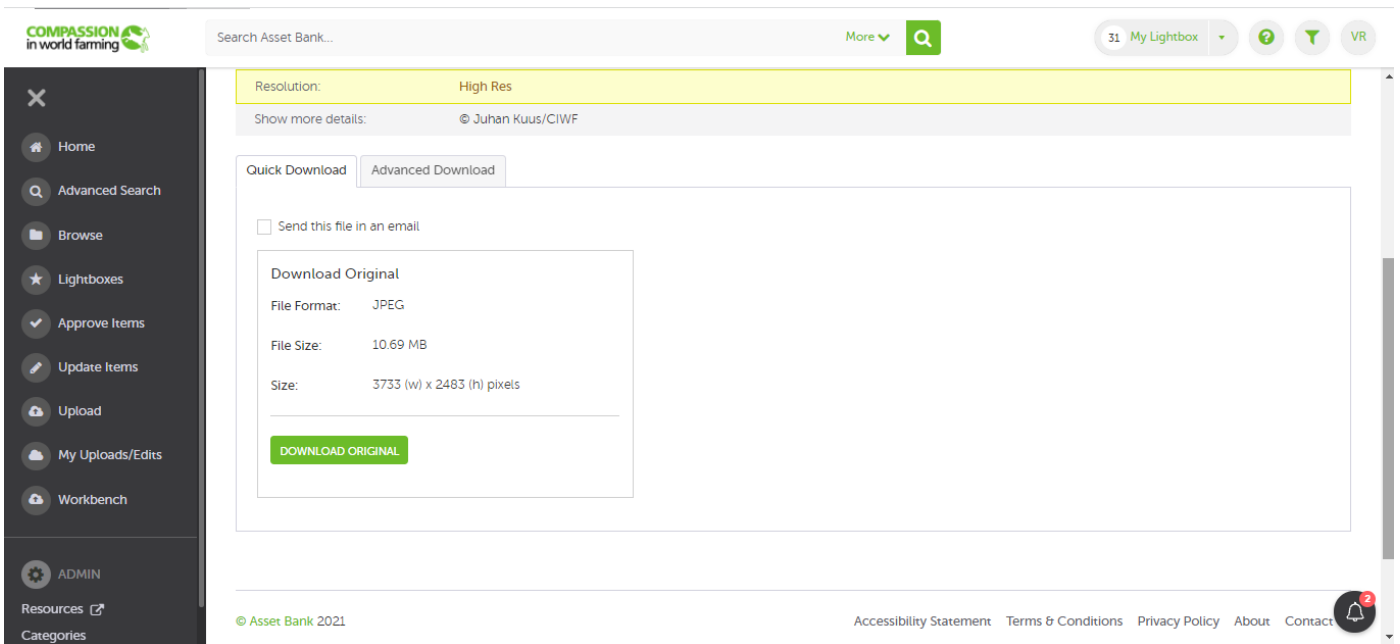 COMPASSION
in world farming
Search Asset Bank...
More
31 My Lightbox
VR
Resolution: High Res
Show more details: © Juhan Kuus/CIWF
Home
Advanced Search
Browse
Lightboxes
Approve Items
Update Items
Upload
My Uploads/Edits
Workbench
ADMIN
Resources
Categories
Quick Download Advanced Download
Send this file in an email
Download Original
File Format: JPEG
File Size: 10.69 MB
Size: 3733 (w) x 2483 (h) pixels
DOWNLOAD ORIGINAL
© Asset Bank 2021
Accessibility Statement Terms & Conditions Privacy Policy About Contact
2